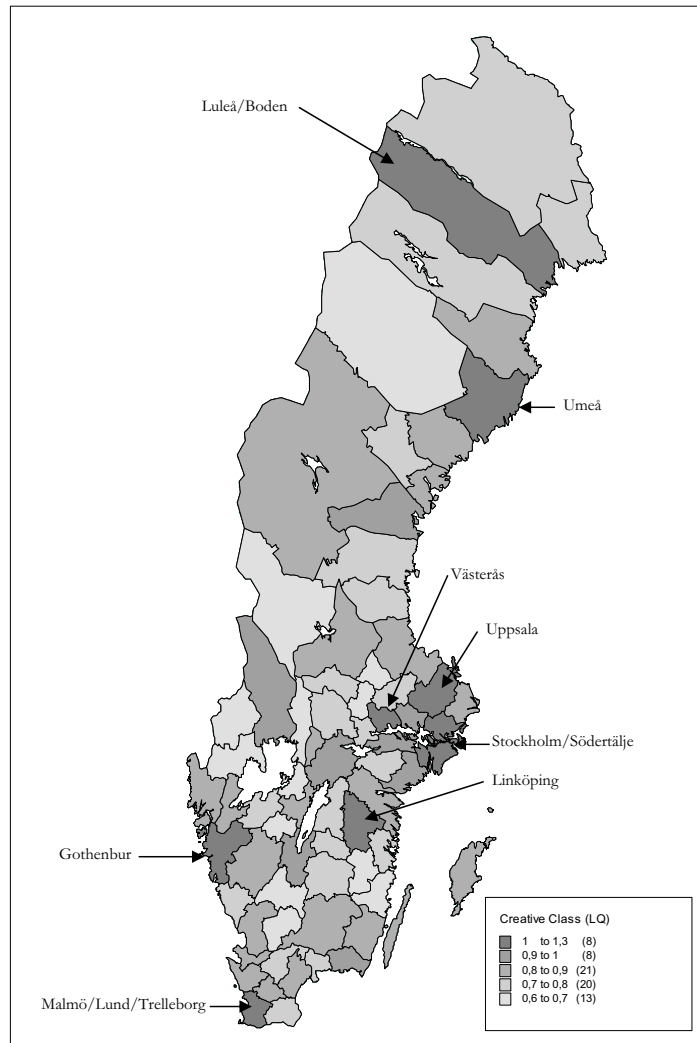 Luleå/Boden
Umeå
Västerås
Uppsala
Stockholm/Södertälje
Linköping
Gothenbur
Malmö/Lund/Trelleborg
Creative Class (LQ)
1 to 1,3 (8)
0,9 to 1 (8)
0,8 to 0,9 (21)
0,7 to 0,8 (20)
0,6 to 0,7 (13)